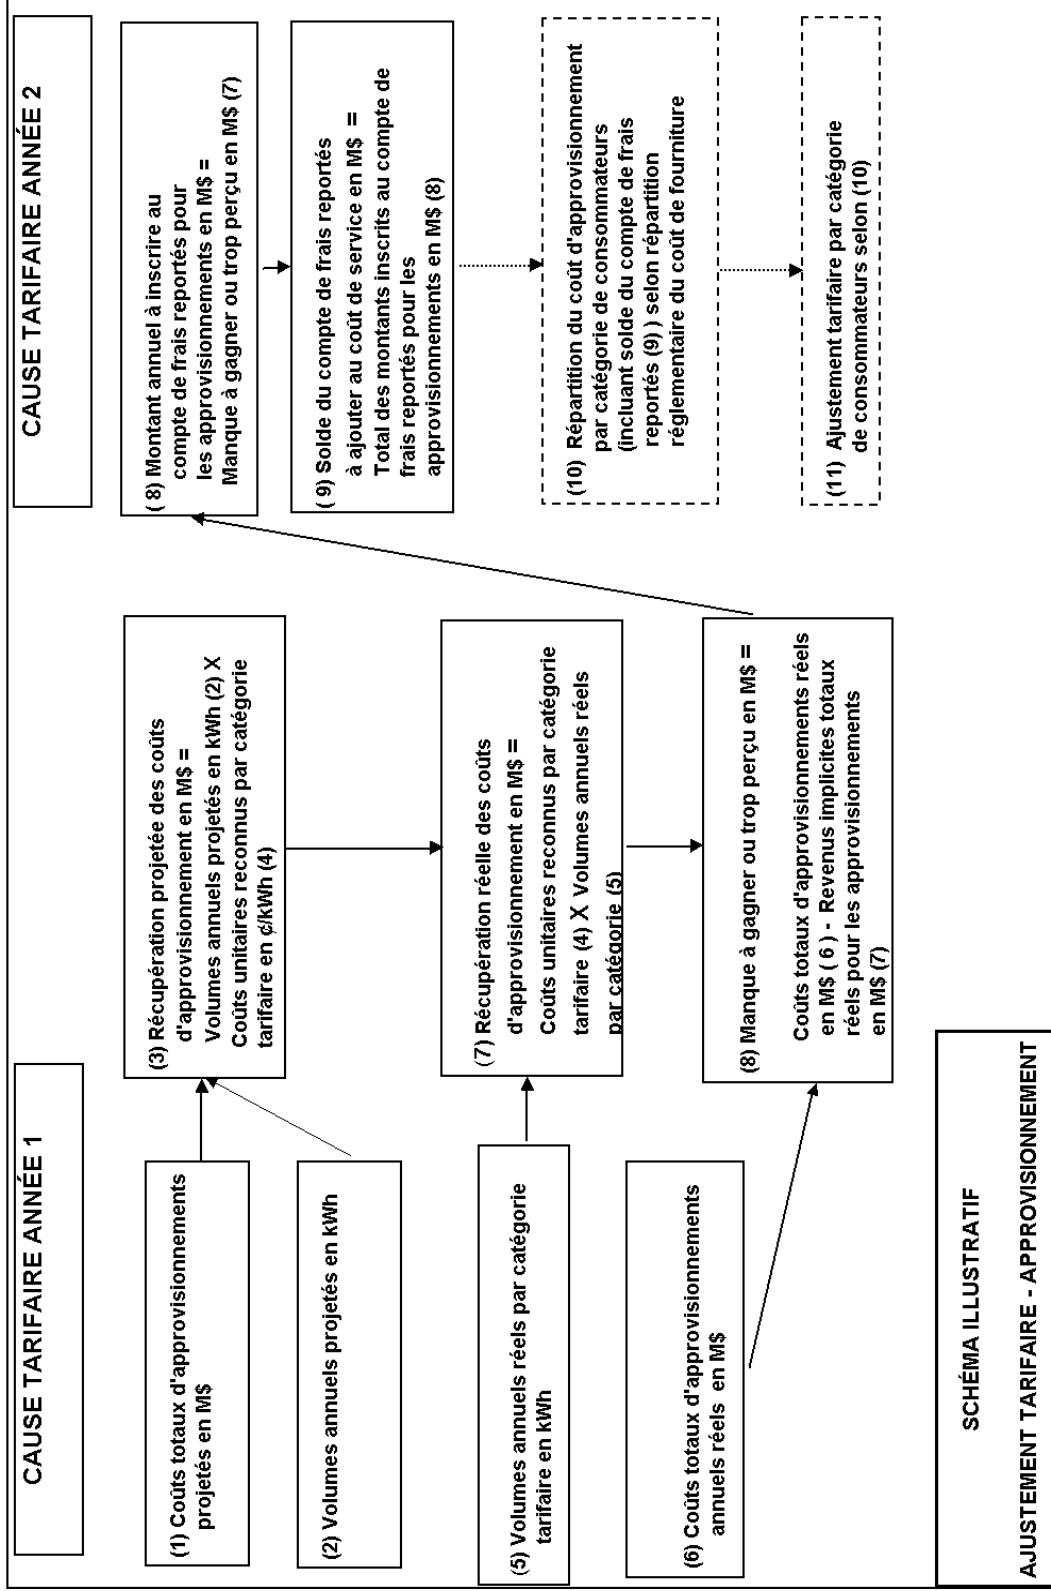 CAUSE TARIFAIRE ANNÉE 1
(1) Coûts totaux d'approvisionnements
projetés en M$
(2) Volumes annuels projetés en kWh
(3) Récupération projetée des coûts
d'approvisionnement en M$ =
Volumes annuels projetés en kWh (2) X
Coûts unitaires reconnus par catégorie
tarifaire en ¢/kWh (4)
(5) Volumes annuels réels par catégorie
tarifaire en kWh
(7) Récupération réelle des coûts
d'approvisionnement en M$ =
Coûts unitaires reconnus par catégorie
tarifaire (4) X Volumes annuels réels
par catégorie (5)
(6) Coûts totaux d'approvisionnements
annuels réels en M$
(8) Manque à gagner ou trop perçu en M$ =
Coûts totaux d'approvisionnements réels
en M$ ( 6 ) - Revenus implicites totaux
réels pour les approvisionnements
en M$ (7)
CAUSE TARIFAIRE ANNÉE 2
( 8) Montant annuel à inscrire au
compte de frais reportés pour
les approvisionnements en M$ =
Manque à gagner ou trop perçu en M$ (7)
( 9) Solde du compte de frais reportés
à ajouter au coût de service en M$ =
Total des montants inscrits au compte de
frais reportés pour les
approvisionnements en M$ (8)
(10) Répartition du coût d'approvisionnement
par catégorie de consommateurs
(incluant solde du compte de frais
reportés (9) ) selon répartition
réglementaire du coût de fourniture
(11) Ajustement tarifaire par catégorie
de consommateurs selon (10)
SCHÉMA ILLUSTRATIF
AJUSTEMENT TARIFAIRE - APPROVISIONNEMENT